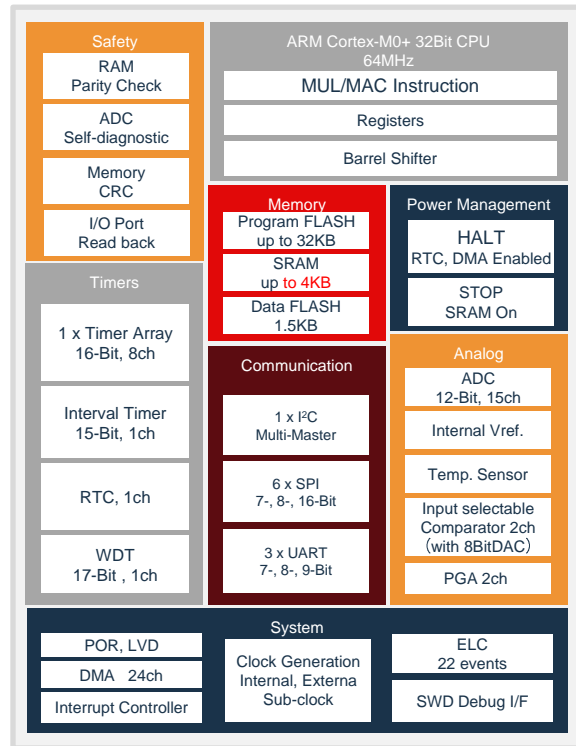 Safety
RAM
Parity Check
ADC
Self-diagnostic
Memory
CRC
I/O Port
Read back
ARM Cortex-M0+ 32Bit CPU
64MHz
MUL/MAC Instruction
Registers
Barrel Shifter
Memory
Program FLASH
up to 32KB
SRAM
up to 4KB
Data FLASH
1.5KB
Power Management
HALT
RTC, DMA Enabled
STOP
SRAM On
Timers
1 x Timer Array
16-Bit, 8ch
Interval Timer
15-Bit, 1ch
RTC, 1ch
WDT
17-Bit , 1ch
Communication
1 x I²C
Multi-Master
6 x SPI
7-, 8-, 16-Bit
3 x UART
7-, 8-, 9-Bit
Analog
ADC
12-Bit, 15ch
Internal Vref.
Temp. Sensor
Input selectable
Comparator 2ch
（with 8BitDAC）
PGA 2ch
System
POR, LVD
DMA 24ch
Interrupt Controller
Clock Generation
Internal, Externa
Sub-clock
ELC
22 events
SWD Debug I/F